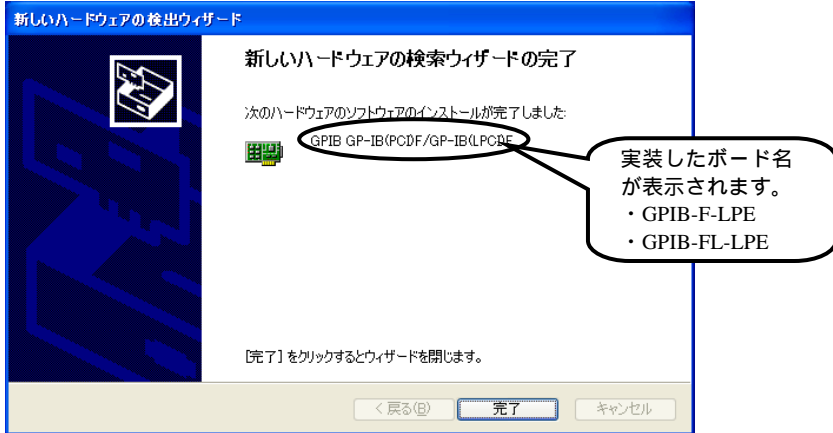 新しいハードウェアの検出ウィザード
新しいハードウェアの検索ウィザードの完了
次のハードウェアのソフトウェアのインストールが完了しました:
GPIB GP-IB(PCI)F/GP-IB(LPCI)F
実装したボード名
が表示されます。
・GPIB-F-LPE
・GPIB-FL-LPE
[完了] をクリックするとウィザードを閉じます。
< 戻る(B)
完了
キャンセル